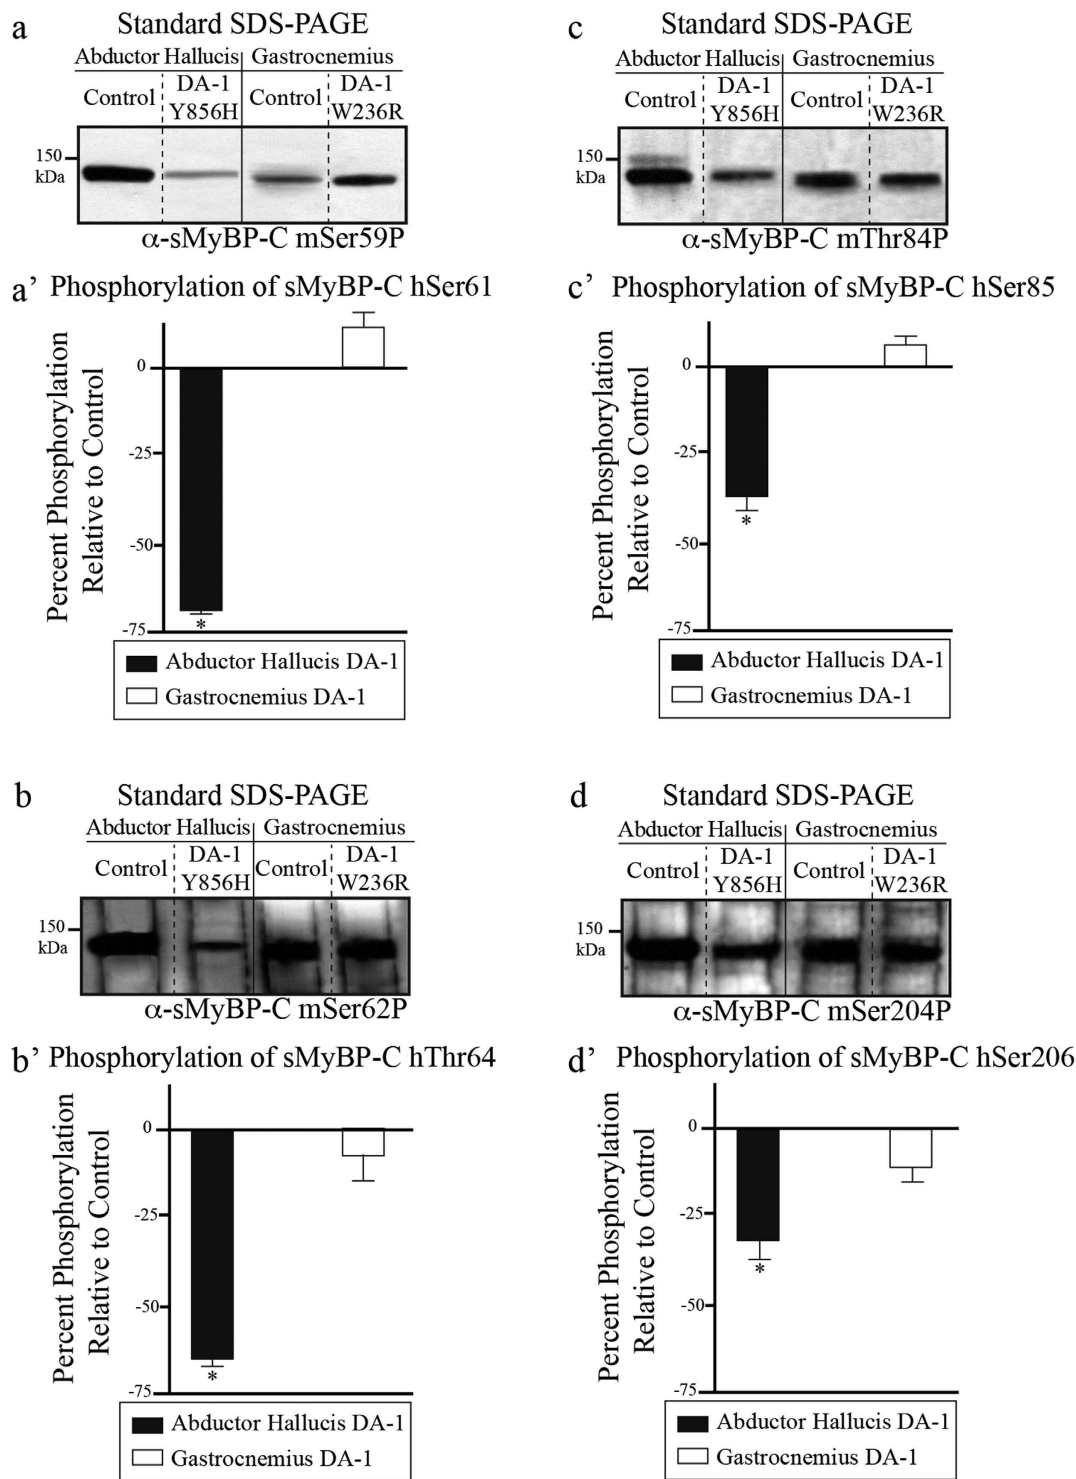 a
Standard SDS-PAGE
Abductor Hallucis Gastrocnemius
Control DA-1 Y856H Control DA-1 W236R
150
kDa
α-sMyBP-C mSer59P
a’ Phosphorylation of sMyBP-C hSer61
Percent Phosphorylation
Relative to Control
0
-25
-50
-75
*
Abductor Hallucis DA-1
Gastrocnemius DA-1
c
Standard SDS-PAGE
Abductor Hallucis Gastrocnemius
Control DA-1 Y856H Control DA-1 W236R
150
kDa
α-sMyBP-C mThr84P
c’ Phosphorylation of sMyBP-C hSer85
Percent Phosphorylation
Relative to Control
0
-25
-50
-75
*
Abductor Hallucis DA-1
Gastrocnemius DA-1
b
Standard SDS-PAGE
Abductor Hallucis Gastrocnemius
Control DA-1 Y856H Control DA-1 W236R
150
kDa
α-sMyBP-C mSer62P
b’ Phosphorylation of sMyBP-C hThr64
Percent Phosphorylation
Relative to Control
0
-25
-50
-75
*
Abductor Hallucis DA-1
Gastrocnemius DA-1
d
Standard SDS-PAGE
Abductor Hallucis Gastrocnemius
Control DA-1 Y856H Control DA-1 W236R
150
kDa
α-sMyBP-C mSer204P
d’ Phosphorylation of sMyBP-C hSer206
Percent Phosphorylation
Relative to Control
0
-25
-50
-75
*
Abductor Hallucis DA-1
Gastrocnemius DA-1